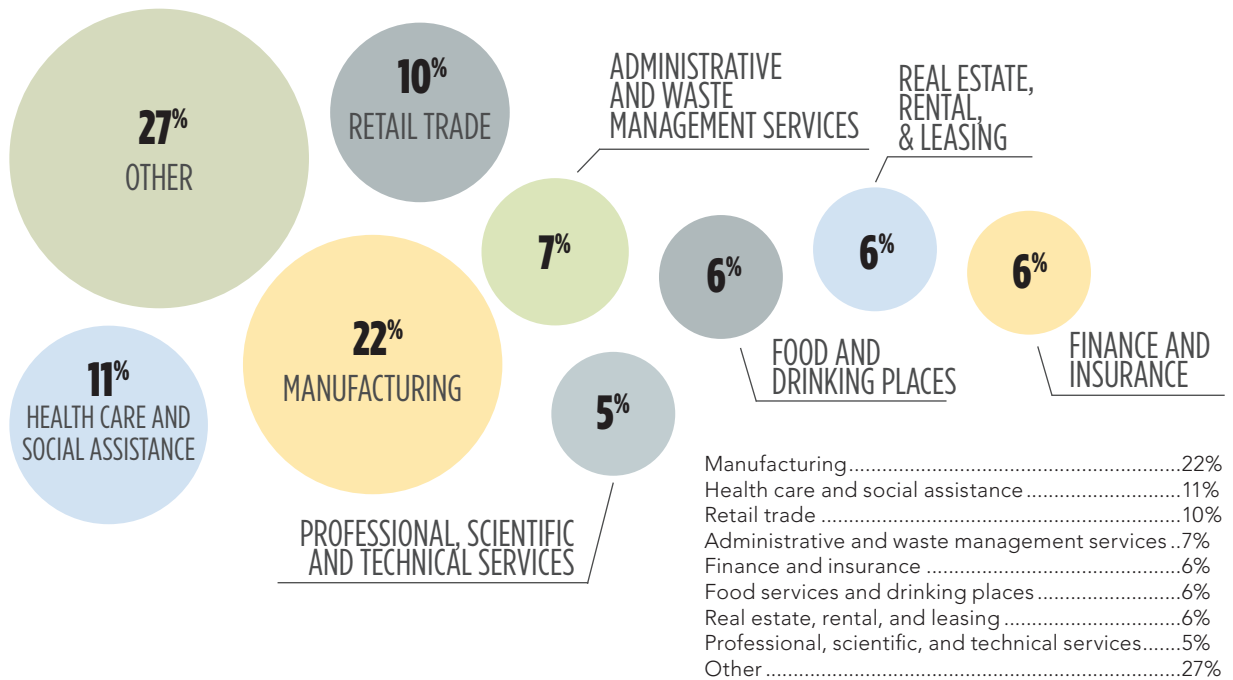 27%
OTHER
10%
RETAIL TRADE
ADMINISTRATIVE
AND WASTE
MANAGEMENT SERVICES
7%
REAL ESTATE,
RENTAL,
& LEASING
6%
6%
FOOD AND
DRINKING PLACES
6%
FINANCE AND
INSURANCE
11%
HEALTH CARE AND
SOCIAL ASSISTANCE
22%
MANUFACTURING
5%
PROFESSIONAL, SCIENTIFIC
AND TECHNICAL SERVICES
Manufacturing....................................................22%
Health care and social assistance........................11%
Retail trade........................................................10%
Administrative and waste management services..7%
Finance and insurance........................................6%
Food services and drinking places.......................6%
Real estate, rental, and leasing............................6%
Professional, scientific, and technical services.......5%
Other.................................................................27%